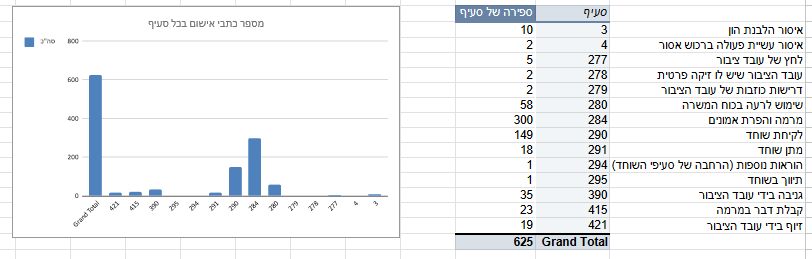 סעיף ספירה של סעיף
איסור הלבנת הון 3 10
איסור עשיית פעולה ברכוש אסור 4 2
לחץ של עובד ציבור 277 5
עובד הציבור שיש לו זיקה פרטית 278 2
דרישות כוזבות של עובד הציבור 279 2
שימוש לרעה בכוח המשרה 280 58
מרמה והפרת אמונים 284 300
לקיחת שוחד 290 149
מתן שוחד 291 18
הוראות נוספות (הרחבה של סעיפי השוחד) 294 1
תיווך בשוחד 295 1
גניבה בידי עובד הציבור 390 35
קבלת דבר במרמה 415 23
זיוף בידי עובד הציבור 421 19
Grand Total 625
מספר כתבי אישום בכל סעיף
סה"כ
800
600
400
200
0
Grand Total 421 415 390 295 294 291 290 284 280 279 278 277 4 3